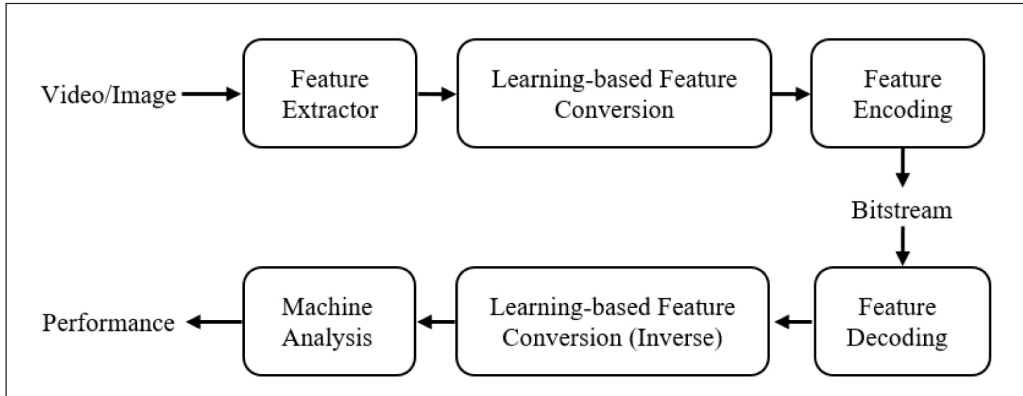 Video/Image
Feature
Extractor
Learning-based Feature
Conversion
Feature
Encoding
Bitstream
Feature
Decoding
Learning-based Feature
Conversion (Inverse)
Machine
Analysis
Performance